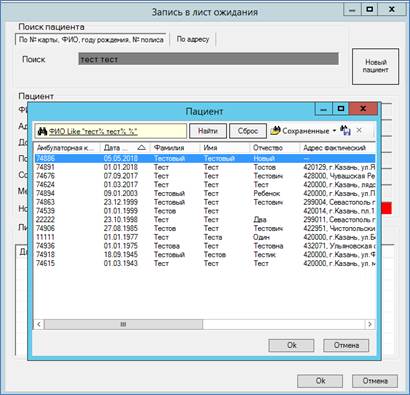 Запись в лист ожидания
Поиск пациента
По № карты, ФИО, году рождения, № полиса
По адресу
Поиск
тест тест
Новый пациент
Пациент
Пациент
ФИО Like "тест% тест% %"
Найти
Сброс
Сохраненные
Амбулаторная к... Дата ... Фамилия Имя Отчество Адрес фактический
74886 05.05.2018 Тестовый Тестовый Новый ---
74891 01.01.2018 Тест Тест Тостов 420129, г.Казань, ул.Я
74676 07.09.2017 Тест Тест Тестович 428000, Чувашская Ре
74624 01.03.2017 Тест Тест Нов 420000, г.Казань, лядо
74894 09.01.2003 Тестовый Тест Ребенок 420000, г.Казань, ул.П
74863 23.12.1999 Тестовый Тест Тестович 299004, Севастополь г
74539 01.01.1999 Тест Тестов 420014, г.Казань, пл.1
22222 23.10.1998 Тест Тест Два 299011, Севастополь г
74906 27.08.1985 Тестов Тест Тестович 422951, Чистопольски
11111 01.01.1977 Тест Теста Один 420000, г.Казань, ул.Б
74936 01.01.1975 Тестова Тест Тестовна 432071, Ульяновская о
74918 18.09.1945 Тестовый Тестов Тестик 420000, г.Казань, ул.Ф
74615 01.03.1943 Тест Тест Тест 420000, г.Казань, ул, м
Ok
Отмена
Ok
Отмена